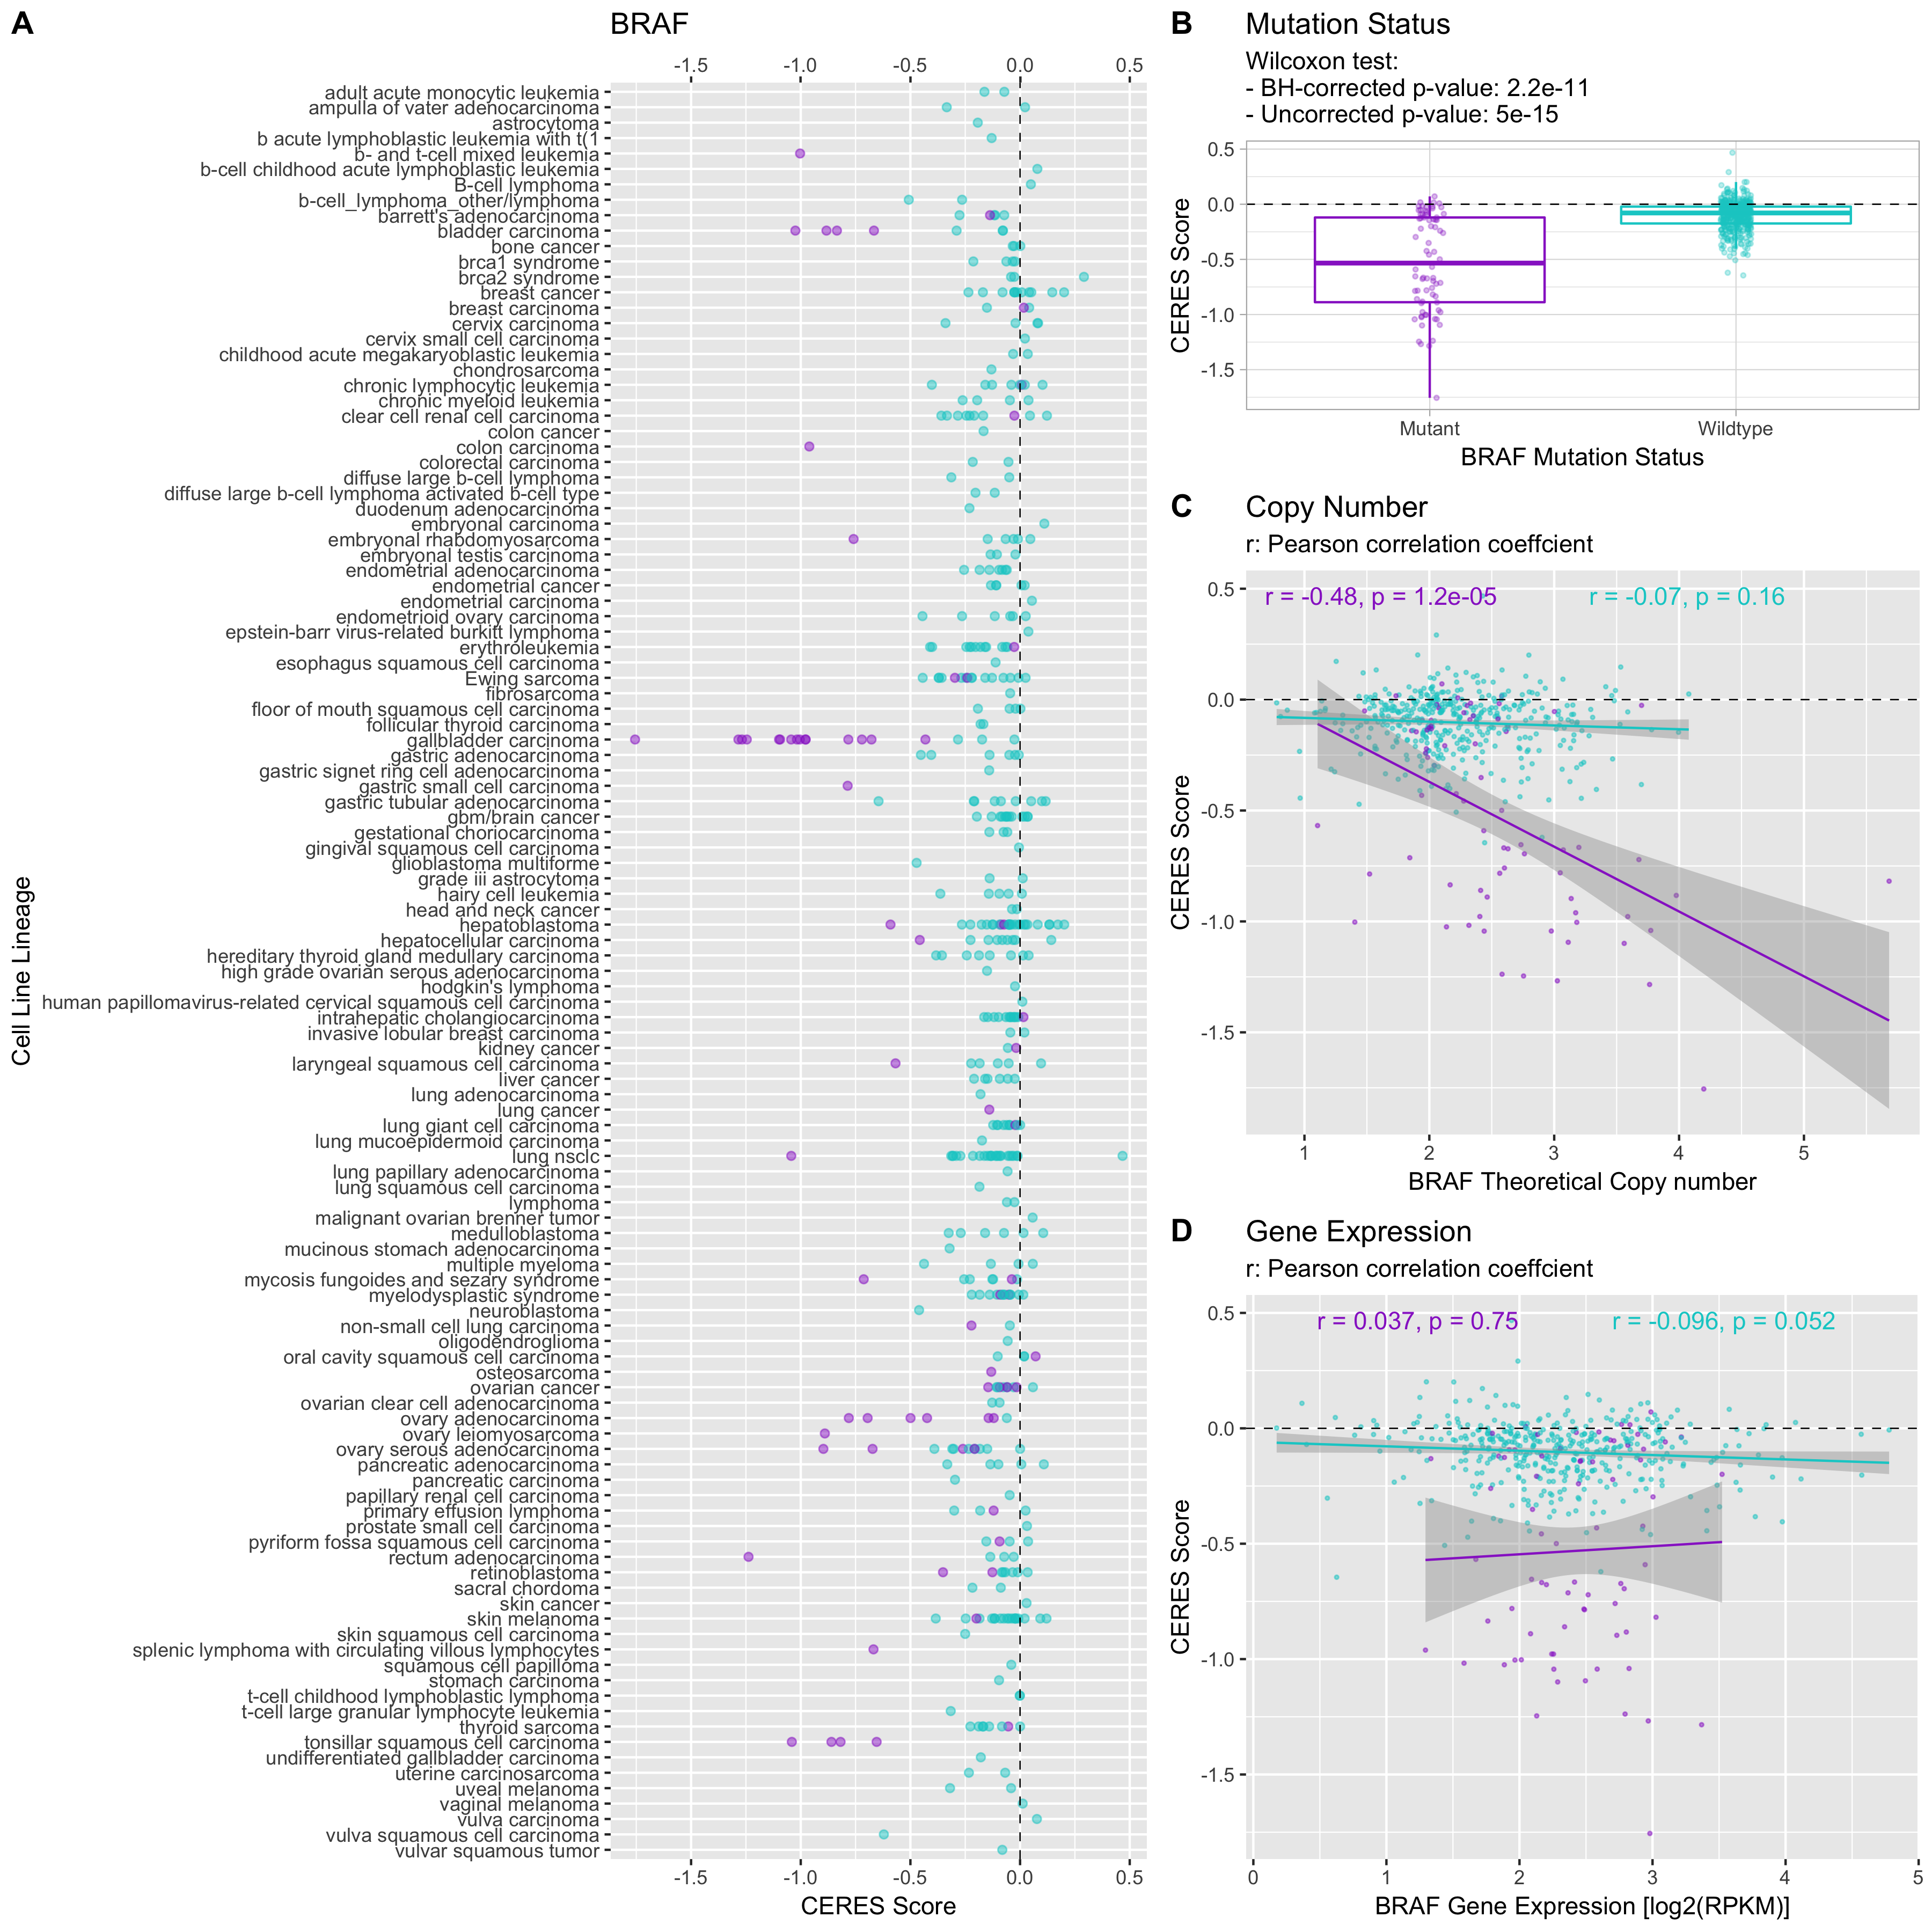 A
BRAF
-1.5 -1.0 -0.5 0.0 0.5
Cell Line Lineage
adult acute monocytic leukemia
ampulla of vater adenocarcinoma
astrocytoma
b acute lymphoblastic leukemia with t(1
b- and t-cell mixed leukemia
b-cell childhood acute lymphoblastic leukemia
B-cell lymphoma
b-cell_lymphoma_other/lymphoma
barrett's adenocarcinoma
bladder carcinoma
bone cancer
brca1 syndrome
brca2 syndrome
breast cancer
breast carcinoma
cervix carcinoma
cervix small cell carcinoma
childhood acute megakaryoblastic leukemia
chondrosarcoma
chronic lymphocytic leukemia
chronic myeloid leukemia
clear cell renal cell carcinoma
colon cancer
colon carcinoma
colorectal carcinoma
diffuse large b-cell lymphoma
diffuse large b-cell lymphoma activated b-cell type
duodenum adenocarcinoma
embryonal carcinoma
embryonal rhabdomyosarcoma
embryonal testis carcinoma
endometrial adenocarcinoma
endometrial cancer
endometrial carcinoma
endometrioid ovary carcinoma
epstein-barr virus-related burkitt lymphoma
erythroleukemia
esophagus squamous cell carcinoma
Ewing sarcoma
fibrosarcoma
floor of mouth squamous cell carcinoma
follicular thyroid carcinoma
gallbladder carcinoma
gastric adenocarcinoma
gastric signet ring cell adenocarcinoma
gastric small cell carcinoma
gastric tubular adenocarcinoma
gbm/brain cancer
gestational choriocarcinoma
gingival squamous cell carcinoma
glioblastoma multiforme
grade iii astrocytoma
hairy cell leukemia
head and neck cancer
hepatoblastoma
hepatocellular carcinoma
hereditary thyroid gland medullary carcinoma
high grade ovarian serous adenocarcinoma
hodgkin's lymphoma
human papillomavirus-related cervical squamous cell carcinoma
intrahepatic cholangiocarcinoma
invasive lobular breast carcinoma
kidney cancer
laryngeal squamous cell carcinoma
liver cancer
lung adenocarcinoma
lung cancer
lung giant cell carcinoma
lung mucoepidermoid carcinoma
lung nsclc
lung papillary adenocarcinoma
lung squamous cell carcinoma
lymphoma
malignant ovarian brenner tumor
medulloblastoma
mucinous stomach adenocarcinoma
multiple myeloma
mycosis fungoides and sezary syndrome
myelodysplastic syndrome
neuroblastoma
non-small cell lung carcinoma
oligodendroglioma
oral cavity squamous cell carcinoma
osteosarcoma
ovarian cancer
ovarian clear cell adenocarcinoma
ovary adenocarcinoma
ovary leiomyosarcoma
ovary serous adenocarcinoma
pancreatic adenocarcinoma
pancreatic carcinoma
papillary renal cell carcinoma
primary effusion lymphoma
prostate small cell carcinoma
pyriform fossa squamous cell carcinoma
rectum adenocarcinoma
retinoblastoma
sacral chordoma
skin cancer
skin melanoma
skin squamous cell carcinoma
splenic lymphoma with circulating villous lymphocytes
squamous cell papilloma
stomach carcinoma
t-cell childhood lymphoblastic lymphoma
t-cell large granular lymphocyte leukemia
thyroid sarcoma
tonsillar squamous cell carcinoma
undifferentiated gallbladder carcinoma
uterine carcinosarcoma
uveal melanoma
vaginal melanoma
vulva carcinoma
vulva squamous cell carcinoma
vulvar squamous tumor
-1.5 -1.0 -0.5 0.0 0.5
CERES Score
B
Mutation Status
Wilcoxon test:
- BH-corrected p-value: 2.2e-11
- Uncorrected p-value: 5e-15
CERES Score
0.5
0.0
-0.5
-1.0
-1.5
Mutant Wildtype
BRAF Mutation Status
C
Copy Number
r: Pearson correlation coeffcient
r = -0.48, p = 1.2e-05 r = -0.07, p = 0.16
CERES Score
0.5
0.0
-0.5
-1.0
-1.5
1 2 3 4 5
BRAF Theoretical Copy number
D
Gene Expression
r: Pearson correlation coeffcient
r = 0.037, p = 0.75 r = -0.096, p = 0.052
CERES Score
0.5
0.0
-0.5
-1.0
-1.5
0 1 2 3 4 5
BRAF Gene Expression [log2(RPKM)]